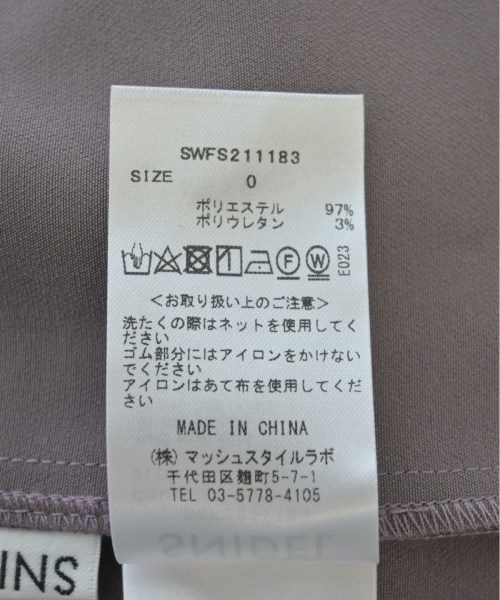 SWFS211183
SIZE 0
ポリエステル 97%
ポリウレタン 3%
F W E023
＜お取り扱い上のご注意＞
洗たくの際はネットを使用してく
ださい
ゴム部分にはアイロンをかけない
でください
アイロンはあて布を使用してくだ
さい
MADE IN CHINA
(株) マッシュスタイルラボ
千代田区麹町5-7-1
TEL 03-5778-4105
SNI